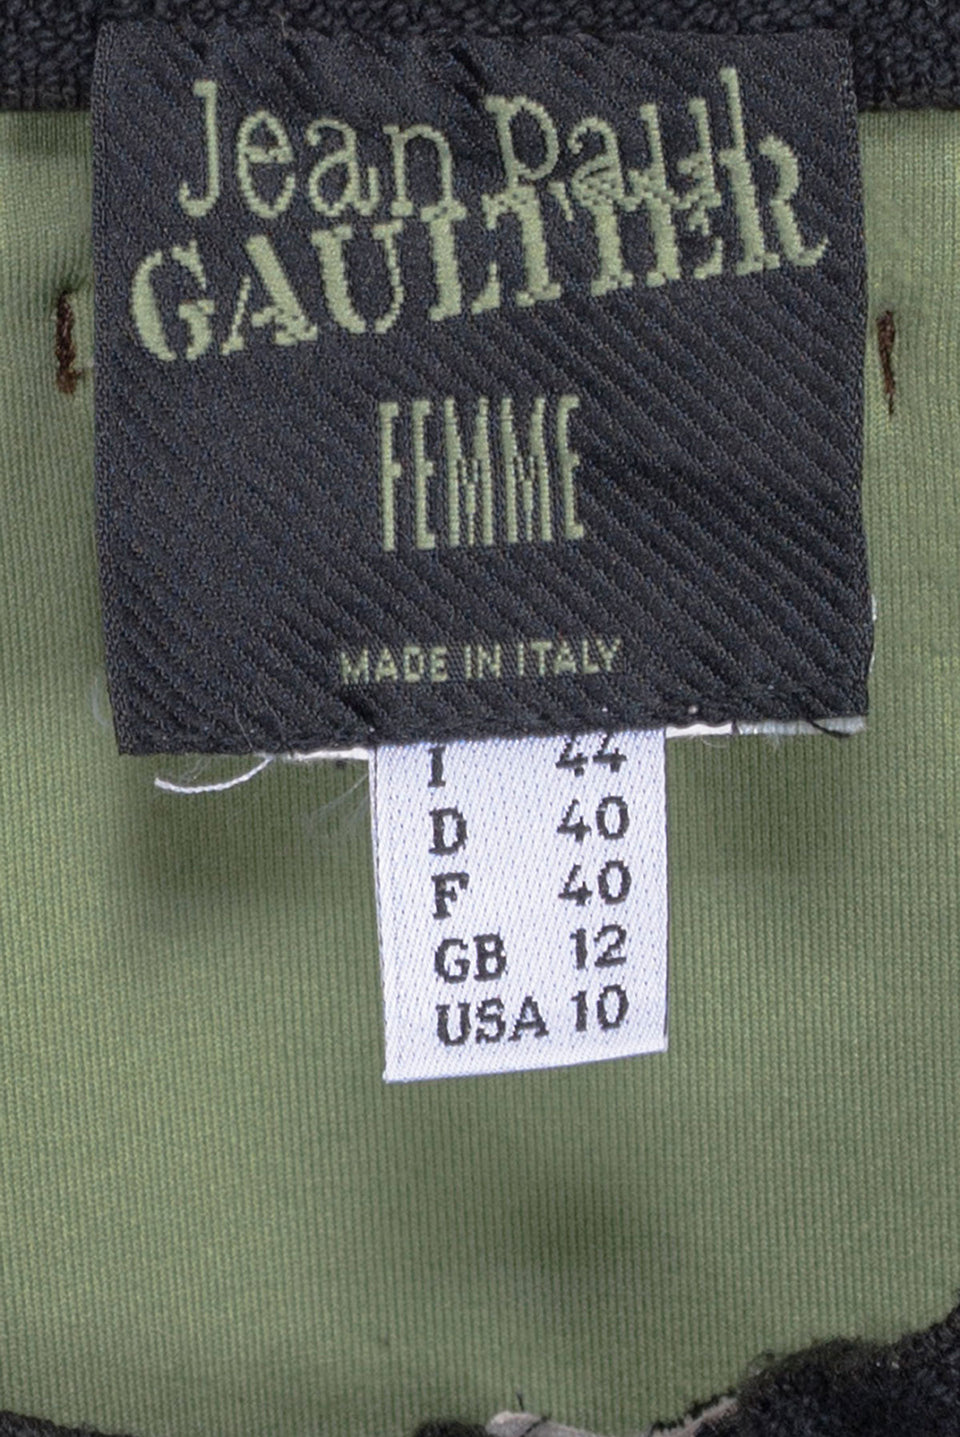 Jean Paul
GAULTIER
FEMME
MADE IN ITALY
I 44
D 40
F 40
GB 12
USA 10